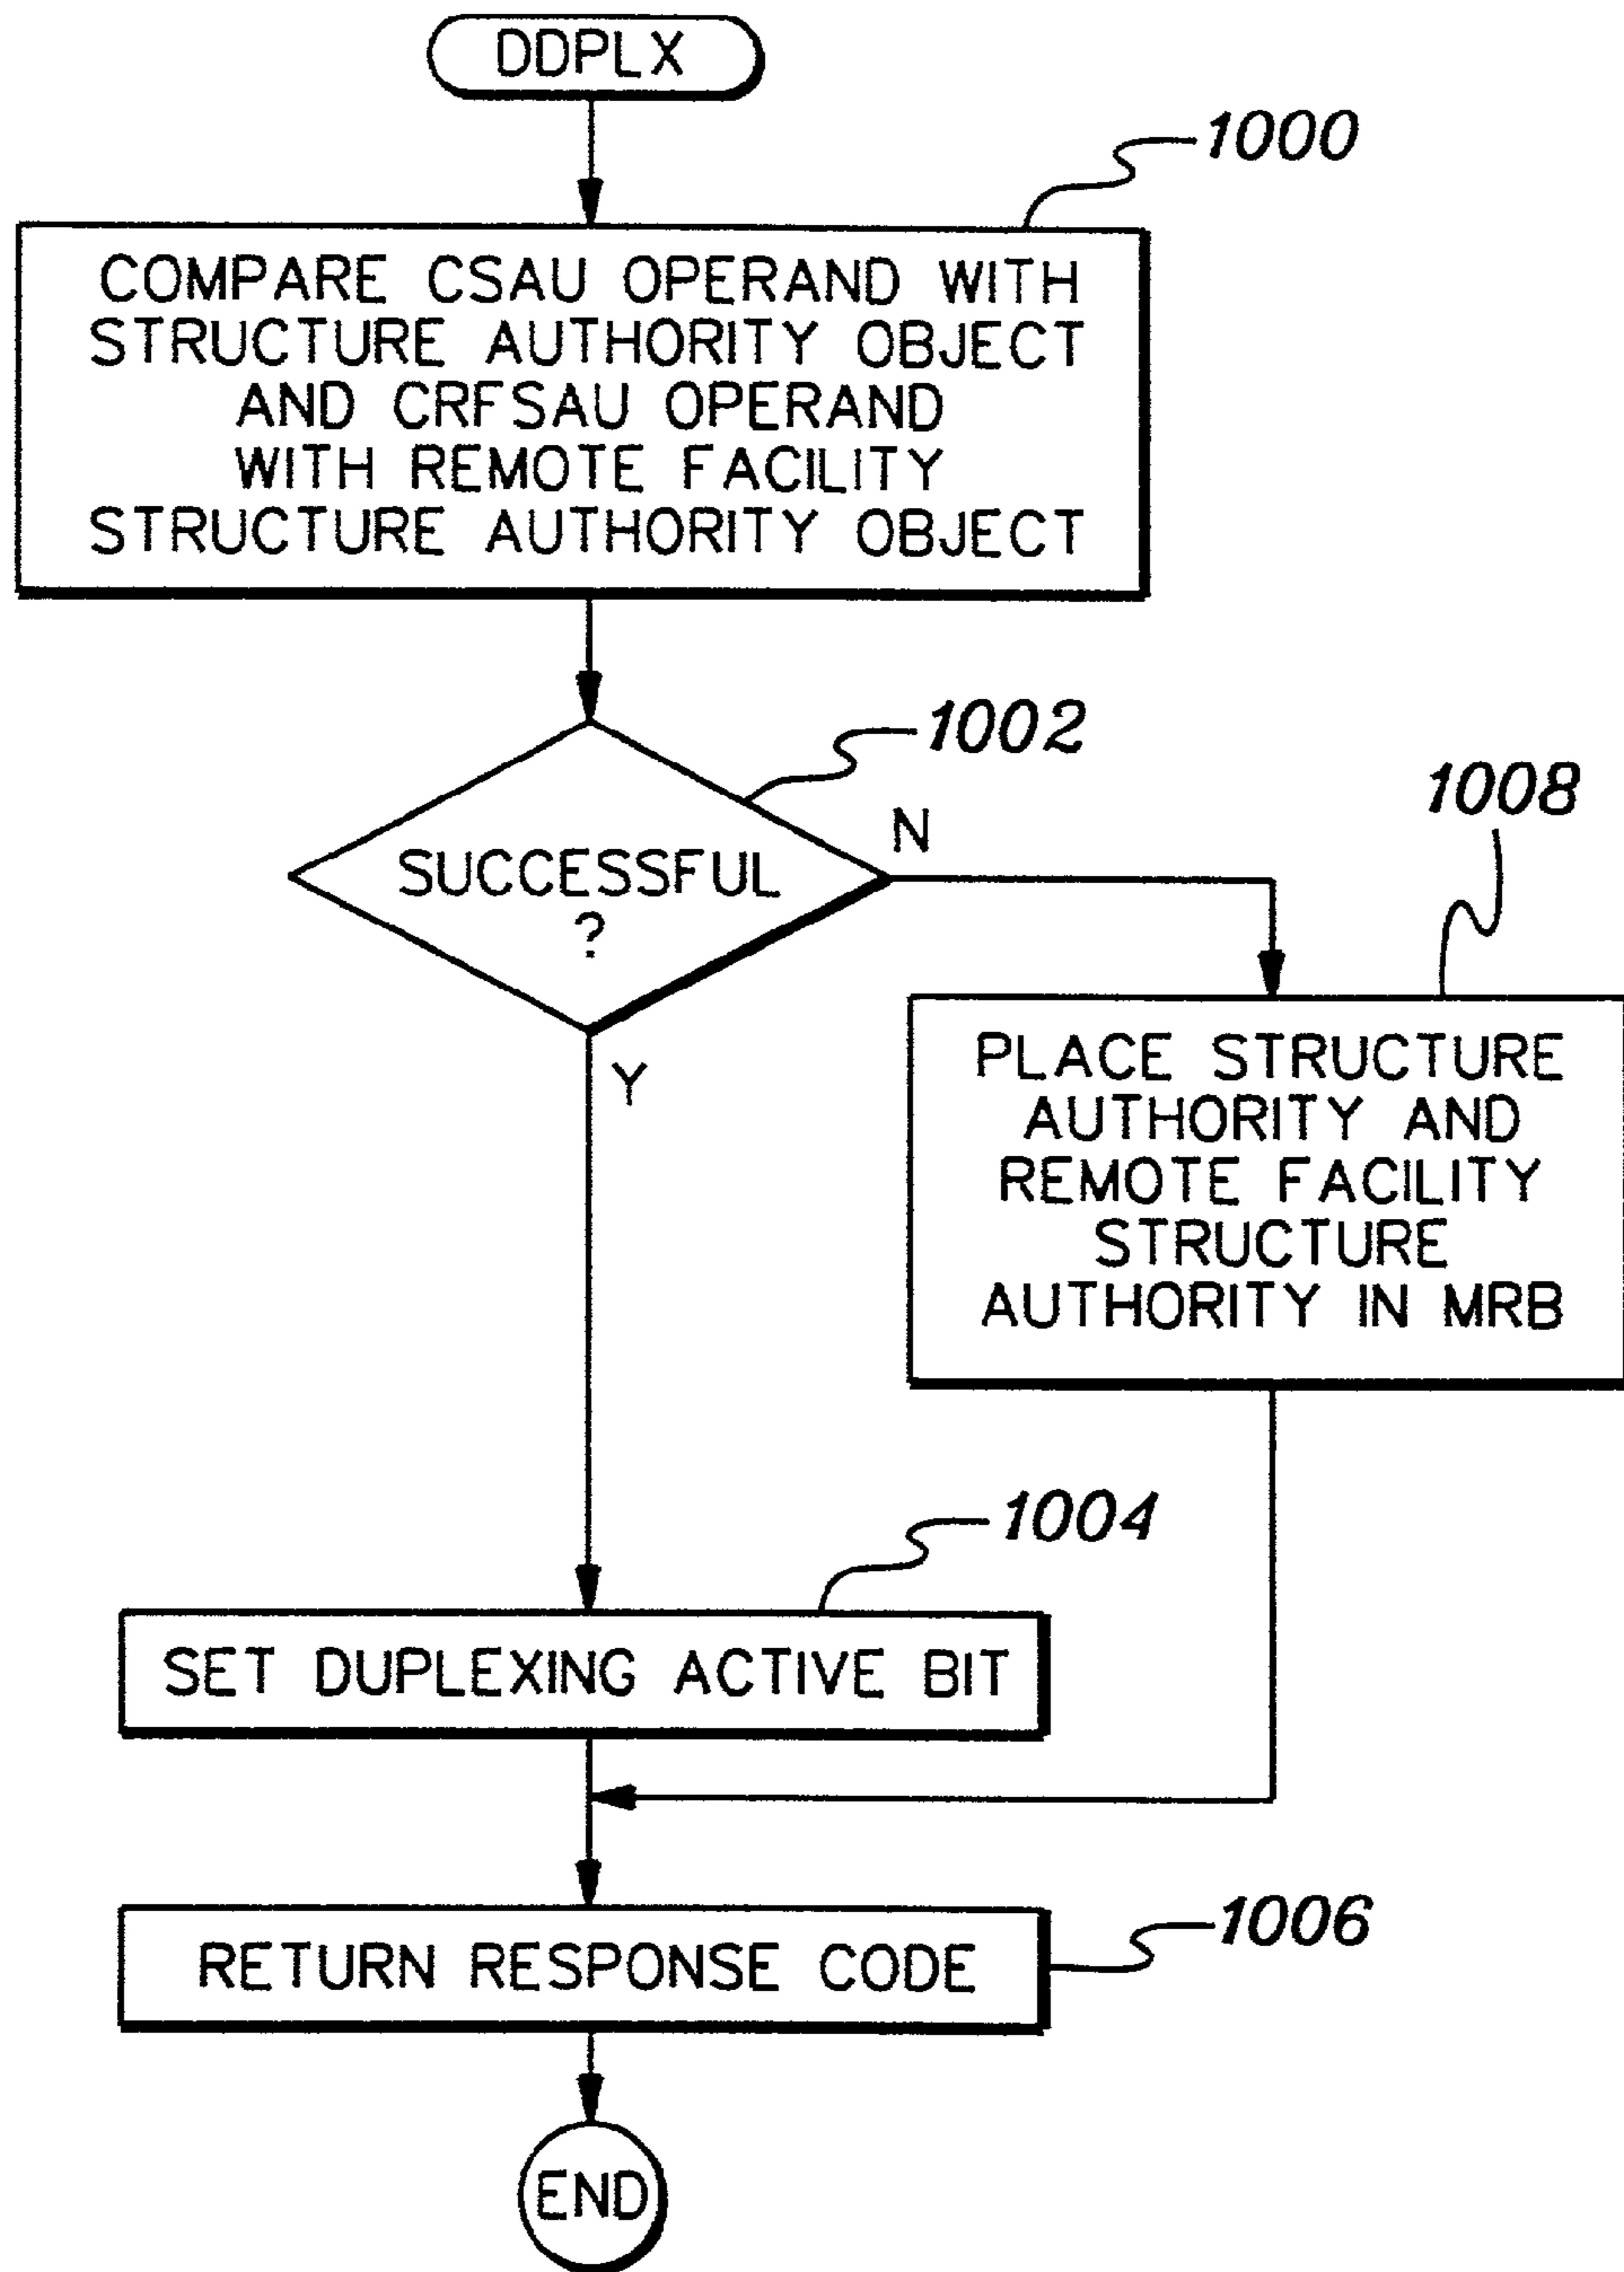 DDPLX
1000
COMPARE CSAU OPERAND WITH
STRUCTURE AUTHORITY OBJECT
AND CRFSAU OPERAND
WITH REMOTE FACILITY
STRUCTURE AUTHORITY OBJECT
1002
SUCCESSFUL
?
N
Y
1008
PLACE STRUCTURE
AUTHORITY AND
REMOTE FACILITY
STRUCTURE
AUTHORITY IN MRB
1004
SET DUPLEXING ACTIVE BIT
1006
RETURN RESPONSE CODE
END